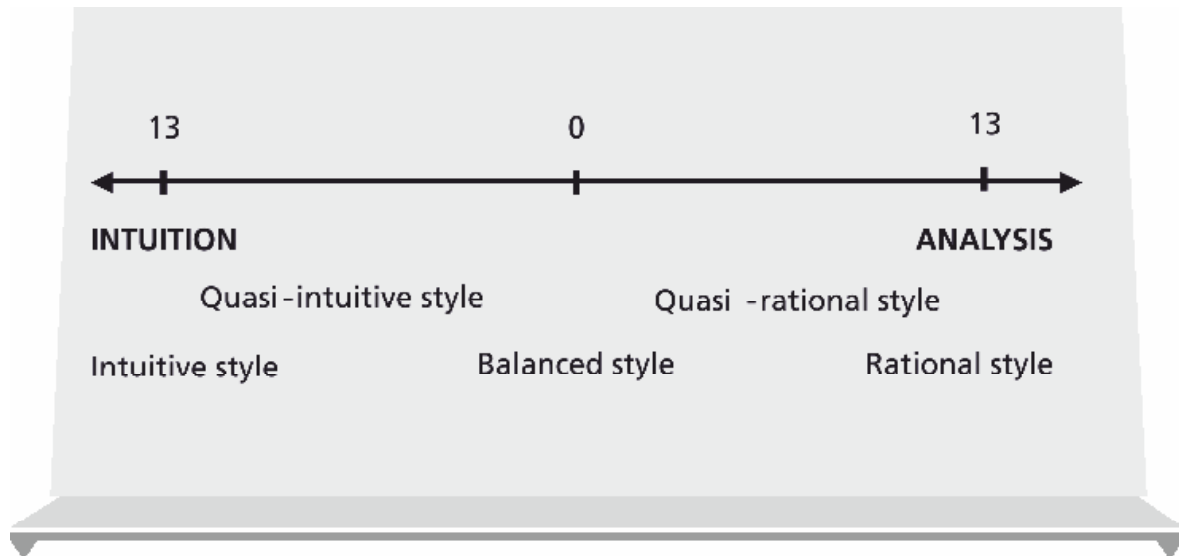 13 0 13
INTUITION ANALYSIS
Quasi-intuitive style Quasi -rational style
Intuitive style Balanced style Rational style